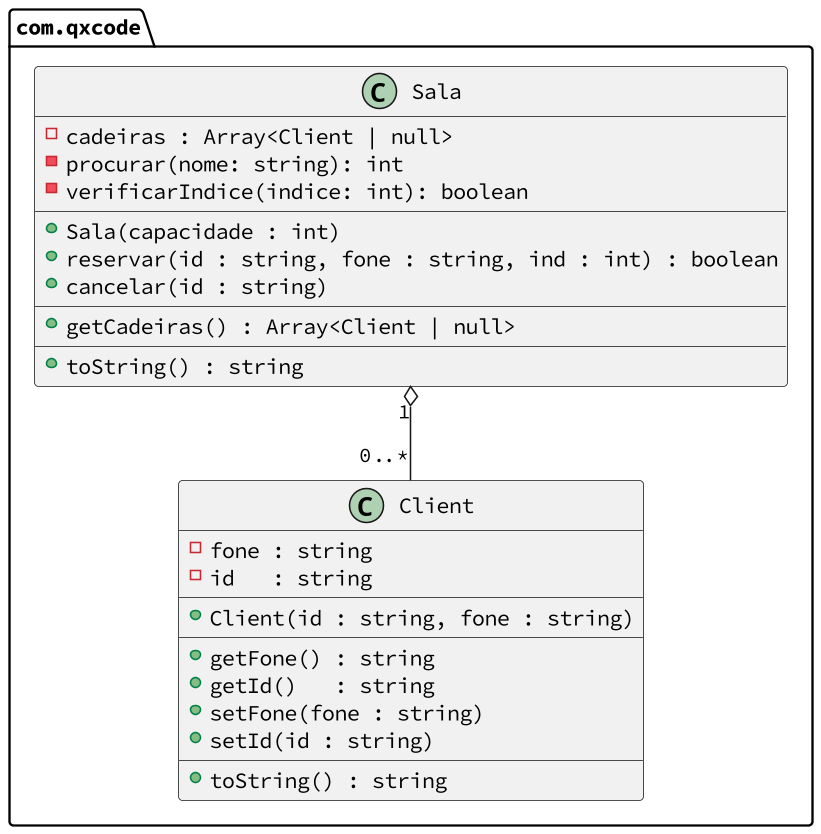 com.qxcode
C Sala
cadeiras : Array<Client | null>
procurar(nome: string): int
verificarIndice(indice: int): boolean
Sala(capacidade : int)
reservar(id : string, fone : string, ind : int) : boolean
cancelar(id : string)
getCadeiras() : Array<Client | null>
toString() : string
1
0..*
C Client
fone : string
id   : string
Client(id : string, fone : string)
getFone() : string
getId()   : string
setFone(fone : string)
setId(id : string)
toString() : string